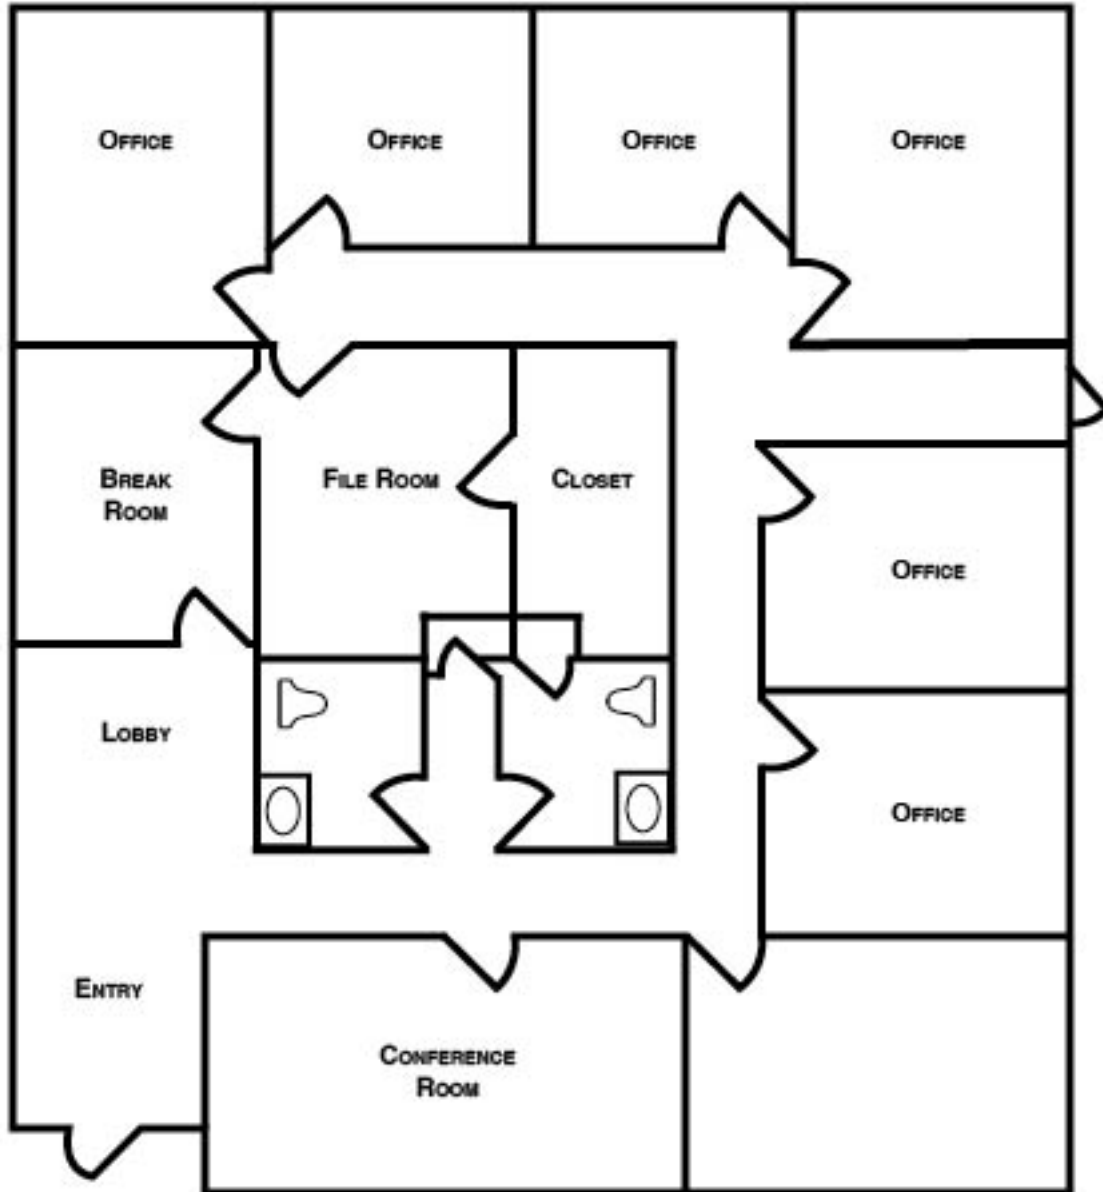 OFFICE
OFFICE
OFFICE
OFFICE
BREAK
ROOM
FILE ROOM
CLOSET
OFFICE
LOBBY
OFFICE
ENTRY
CONFERENCE
ROOM